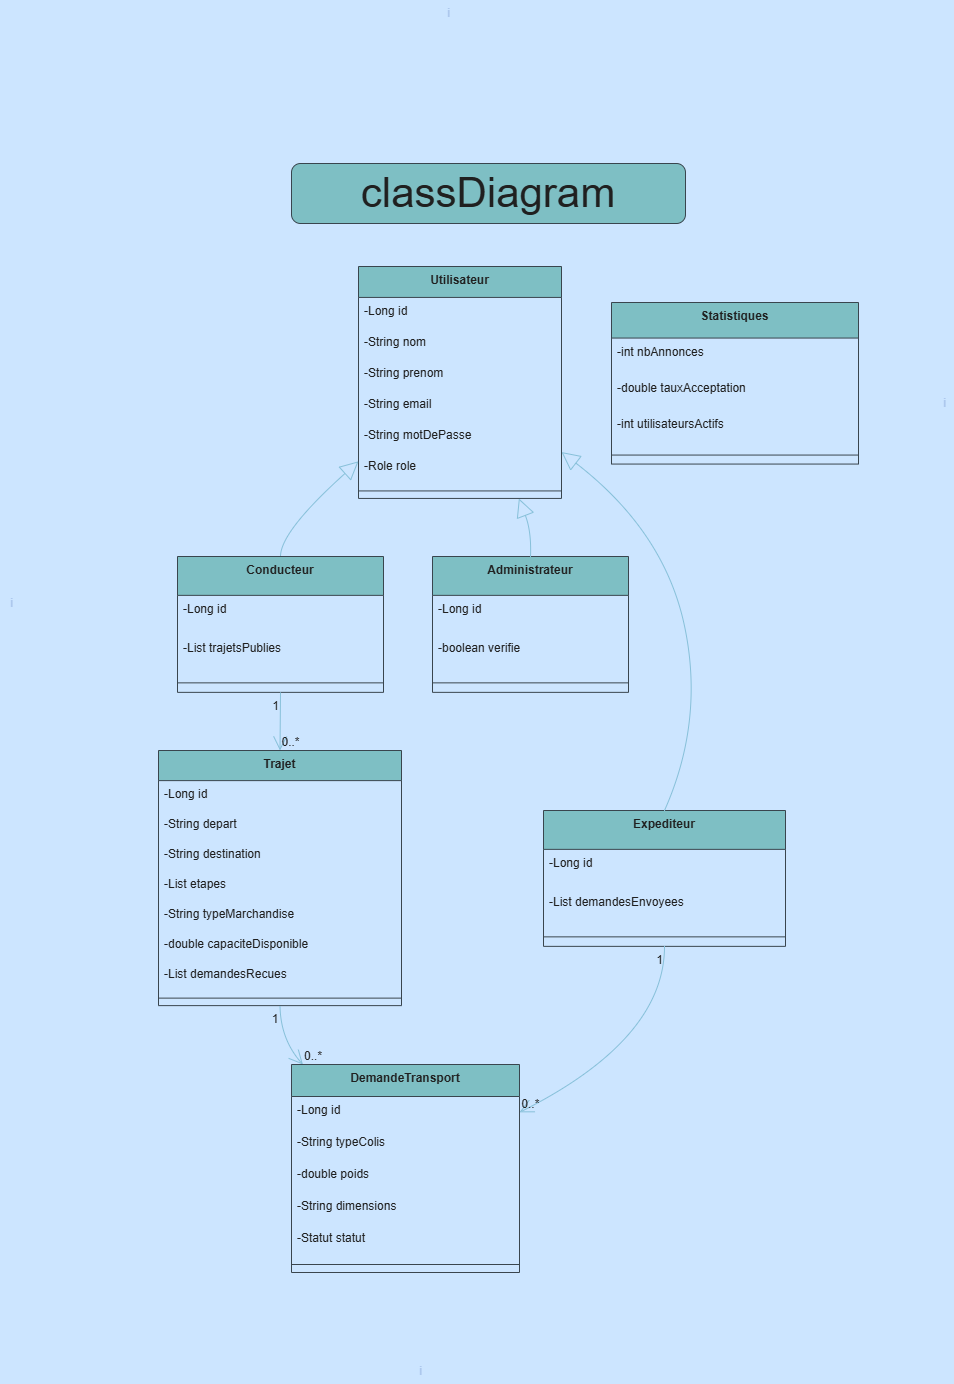 classDiagram
Utilisateur
-Long id
-String nom
-String prenom
-String email
-String motDePasse
-Role role
Statistiques
-int nbAnnonces
-double tauxAcceptation
-int utilisateursActifs
Conducteur
-Long id
-List trajetsPublies
Administrateur
-Long id
-boolean verifie
1
0..*
Trajet
-Long id
-String depart
-String destination
-List etapes
-String typeMarchandise
-double capaciteDisponible
-List demandesRecues
Expediteur
-Long id
-List demandesEnvoyees
1
1
0..*
0..*
DemandeTransport
-Long id
-String typeColis
-double poids
-String dimensions
-Statut statut